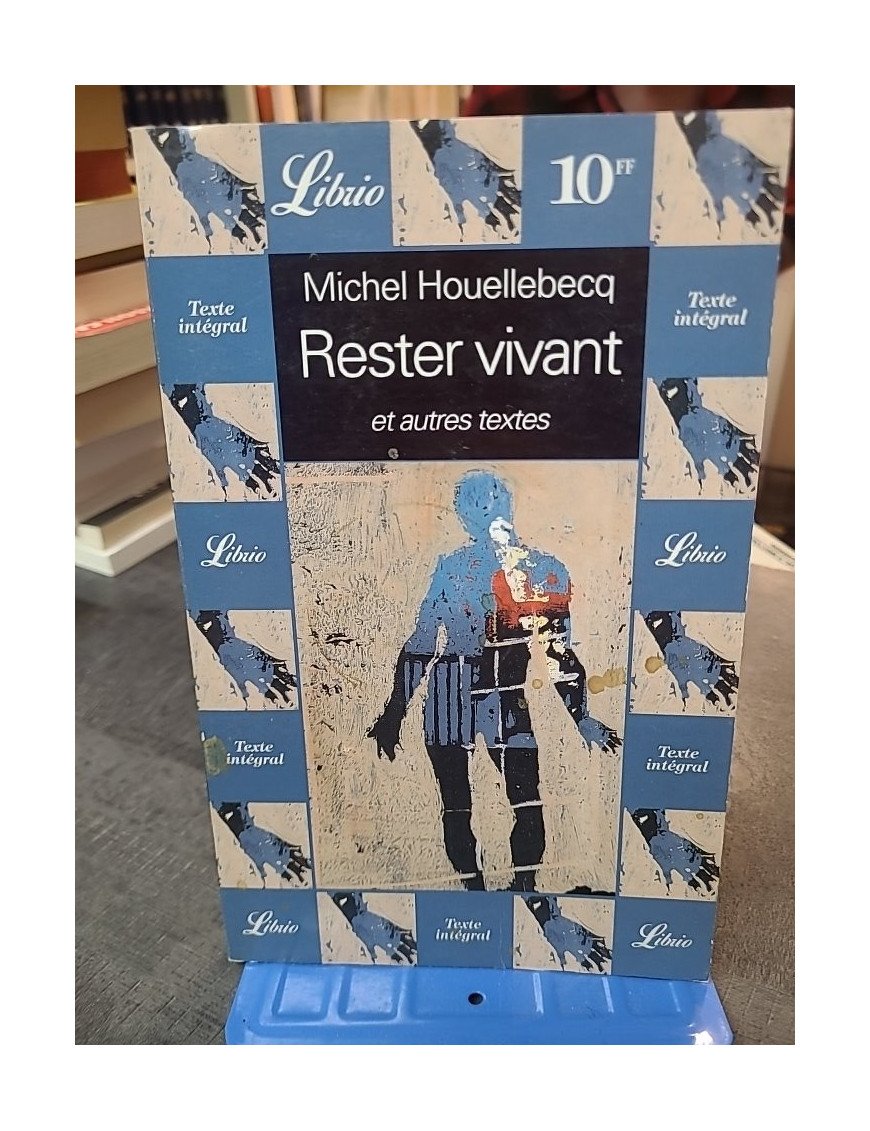 Librio
10FF
Michel Houellebecq
Rester vivant
et autres textes
Texte
intégral
Texte
intégral
Librio
Librio
Texte
intégral
Texte
intégral
Librio
Texte
intégral
Librio